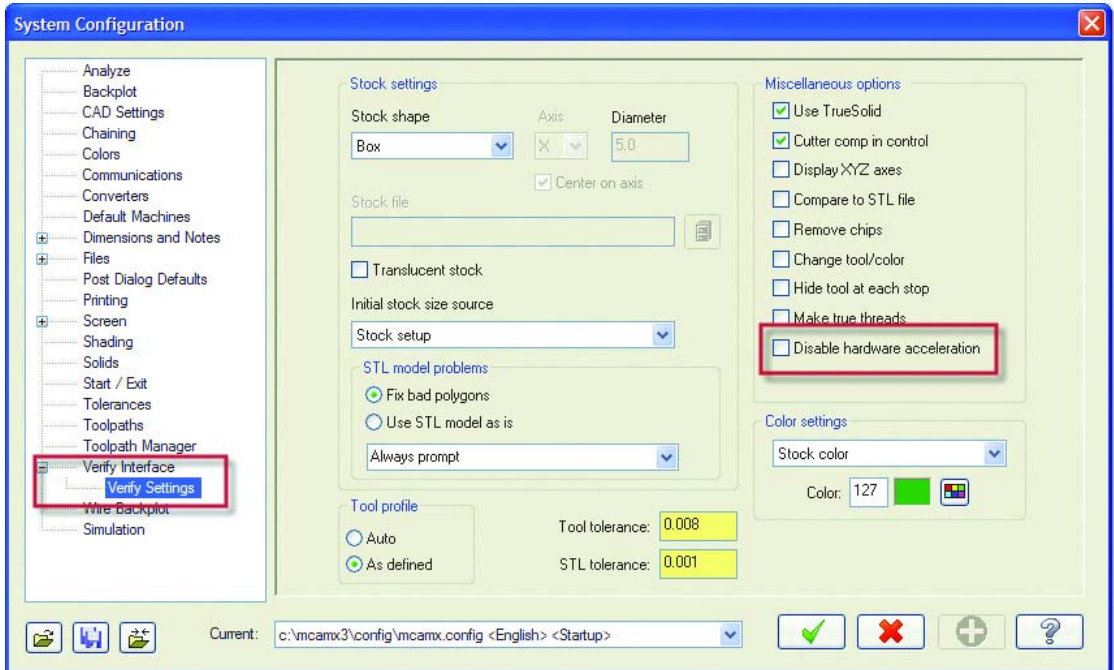 System Configuration
Analyze
Backplot
CAD Settings
Chaining
Colors
Communications
Converters
Default Machines
Dimensions and Notes
Files
Post Dialog Defaults
Printing
Screen
Shading
Solids
Start / Exit
Tolerances
Toolpaths
Toolpath Manager
Verify Interface
Verify Settings
Wire Backplot
Simulation
Stock settings
Stock shape
Axis
Diameter
Box
X
5.0
Center on axis
Stock file
Translucent stock
Initial stock size source
Stock setup
STL model problems
Fix bad polygons
Use STL model as is
Always prompt
Tool profile
Auto
As defined
Tool tolerance: 0.008
STL tolerance: 0.001
Miscellaneous options
Use TrueSolid
Cutter comp in control
Display XYZ axes
Compare to STL file
Remove chips
Change tool/color
Hide tool at each stop
Make true threads
Disable hardware acceleration
Color settings
Stock color
Color: 127
Current: c:\mcamx3\config\mcamx.config <English> <Startup>